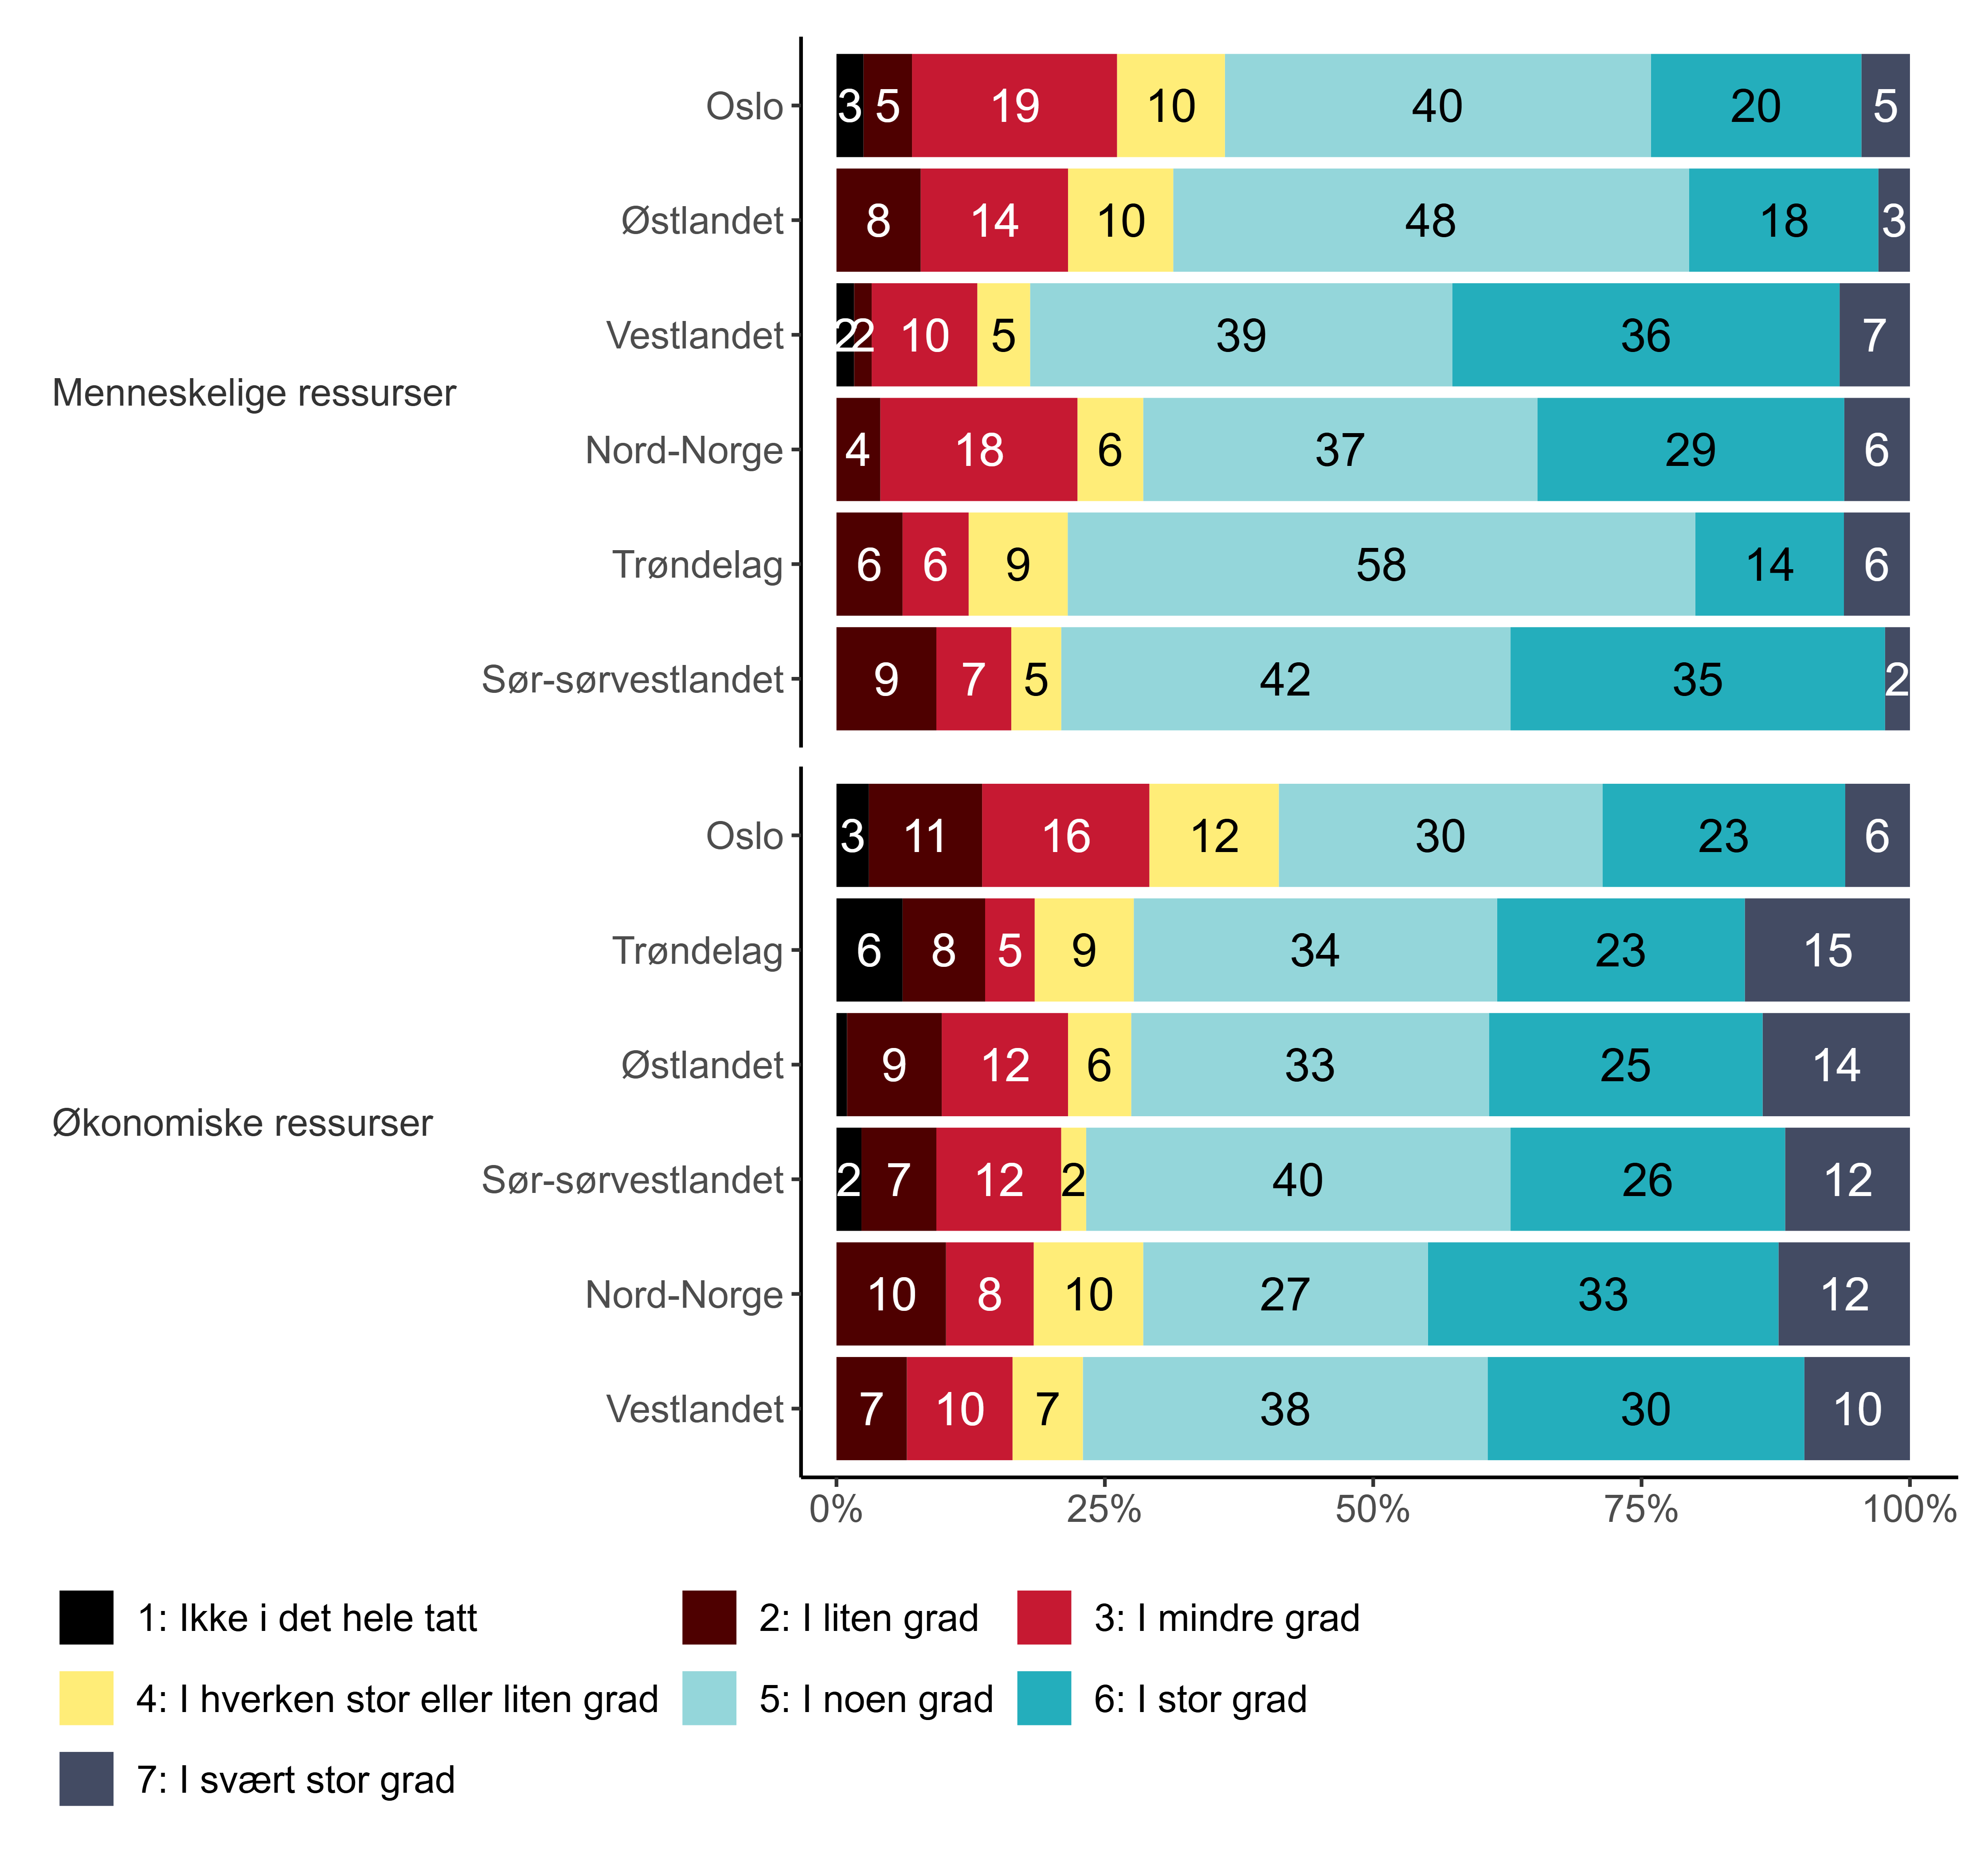 Menneskelige ressurser
Oslo 3 5 19 10 40 20 5
Østlandet 8 14 10 48 18 3
Vestlandet 2 2 10 5 39 36 7
Nord-Norge 4 18 6 37 29 6
Trøndelag 6 6 9 58 14 6
Sør-sørvestlandet 9 7 5 42 35 2
Økonomiske ressurser
Oslo 3 11 16 12 30 23 6
Trøndelag 6 8 5 9 34 23 15
Østlandet 9 12 6 33 25 14
Sør-sørvestlandet 2 7 12 2 40 26 12
Nord-Norge 10 8 10 27 33 12
Vestlandet 7 10 7 38 30 10
0% 25% 50% 75% 100%
1: Ikke i det hele tatt 2: I liten grad 3: I mindre grad
4: I hverken stor eller liten grad 5: I noen grad 6: I stor grad
7: I svært stor grad